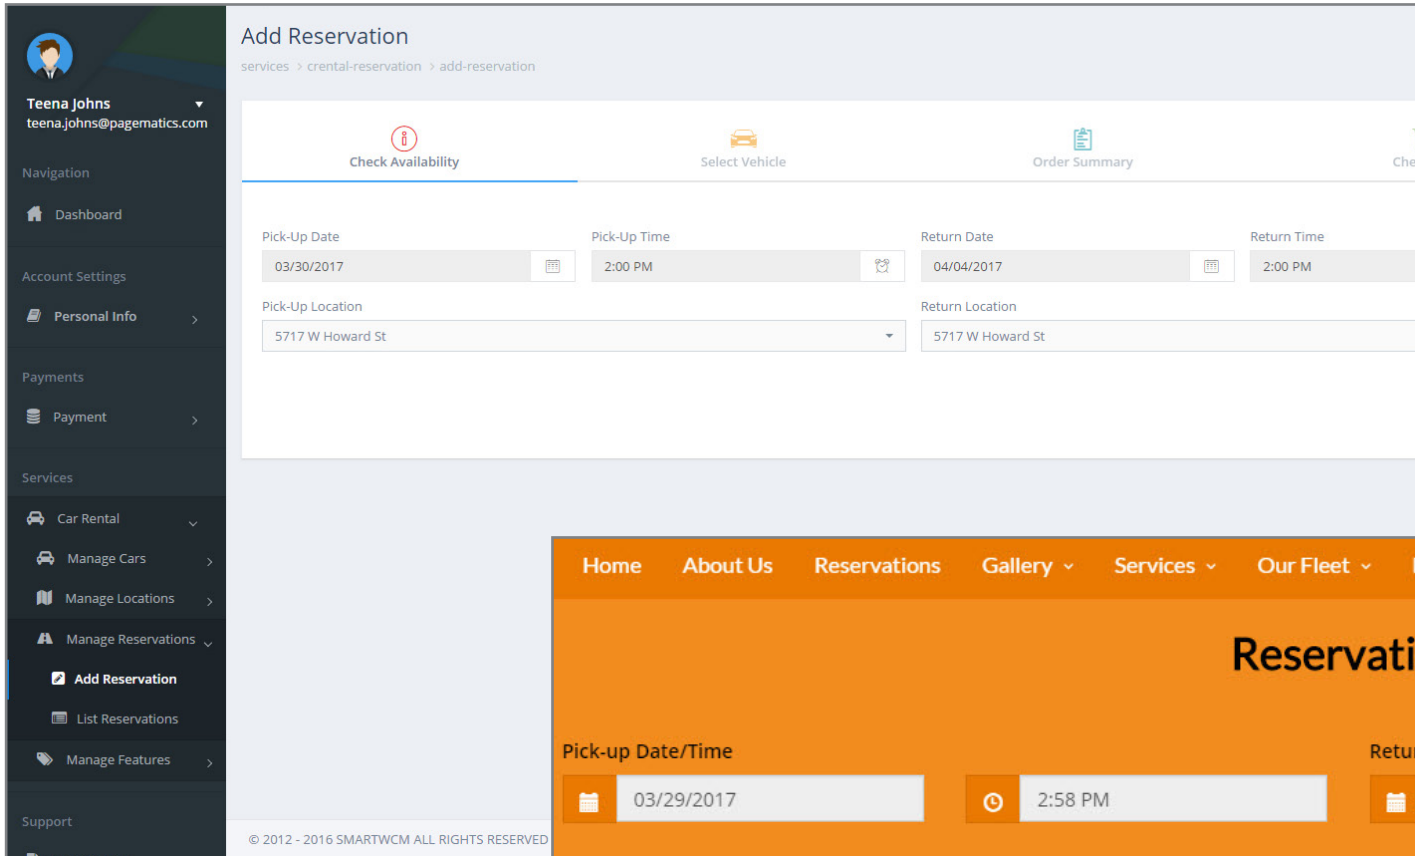 Teena Johns
teena.johns@pagematics.com
Navigation
Dashboard
Account Settings
Personal Info
Payments
Payment
Services
Car Rental
Manage Cars
Manage Locations
Manage Reservations
Add Reservation
List Reservations
Manage Features
Support
Add Reservation
services > crental-reservation > add-reservation
Check Availability
Select Vehicle
Order Summary
Pick-Up Date
Pick-Up Time
Return Date
Return Time
03/30/2017
2:00 PM
04/04/2017
2:00 PM
Pick-Up Location
Return Location
5717 W Howard St
5717 W Howard St
© 2012 - 2016 SMARTWCM ALL RIGHTS RESERVED
Home About Us Reservations Gallery Services Our Fleet
Reservati
Pick-up Date/Time
Retu
03/29/2017
2:58 PM